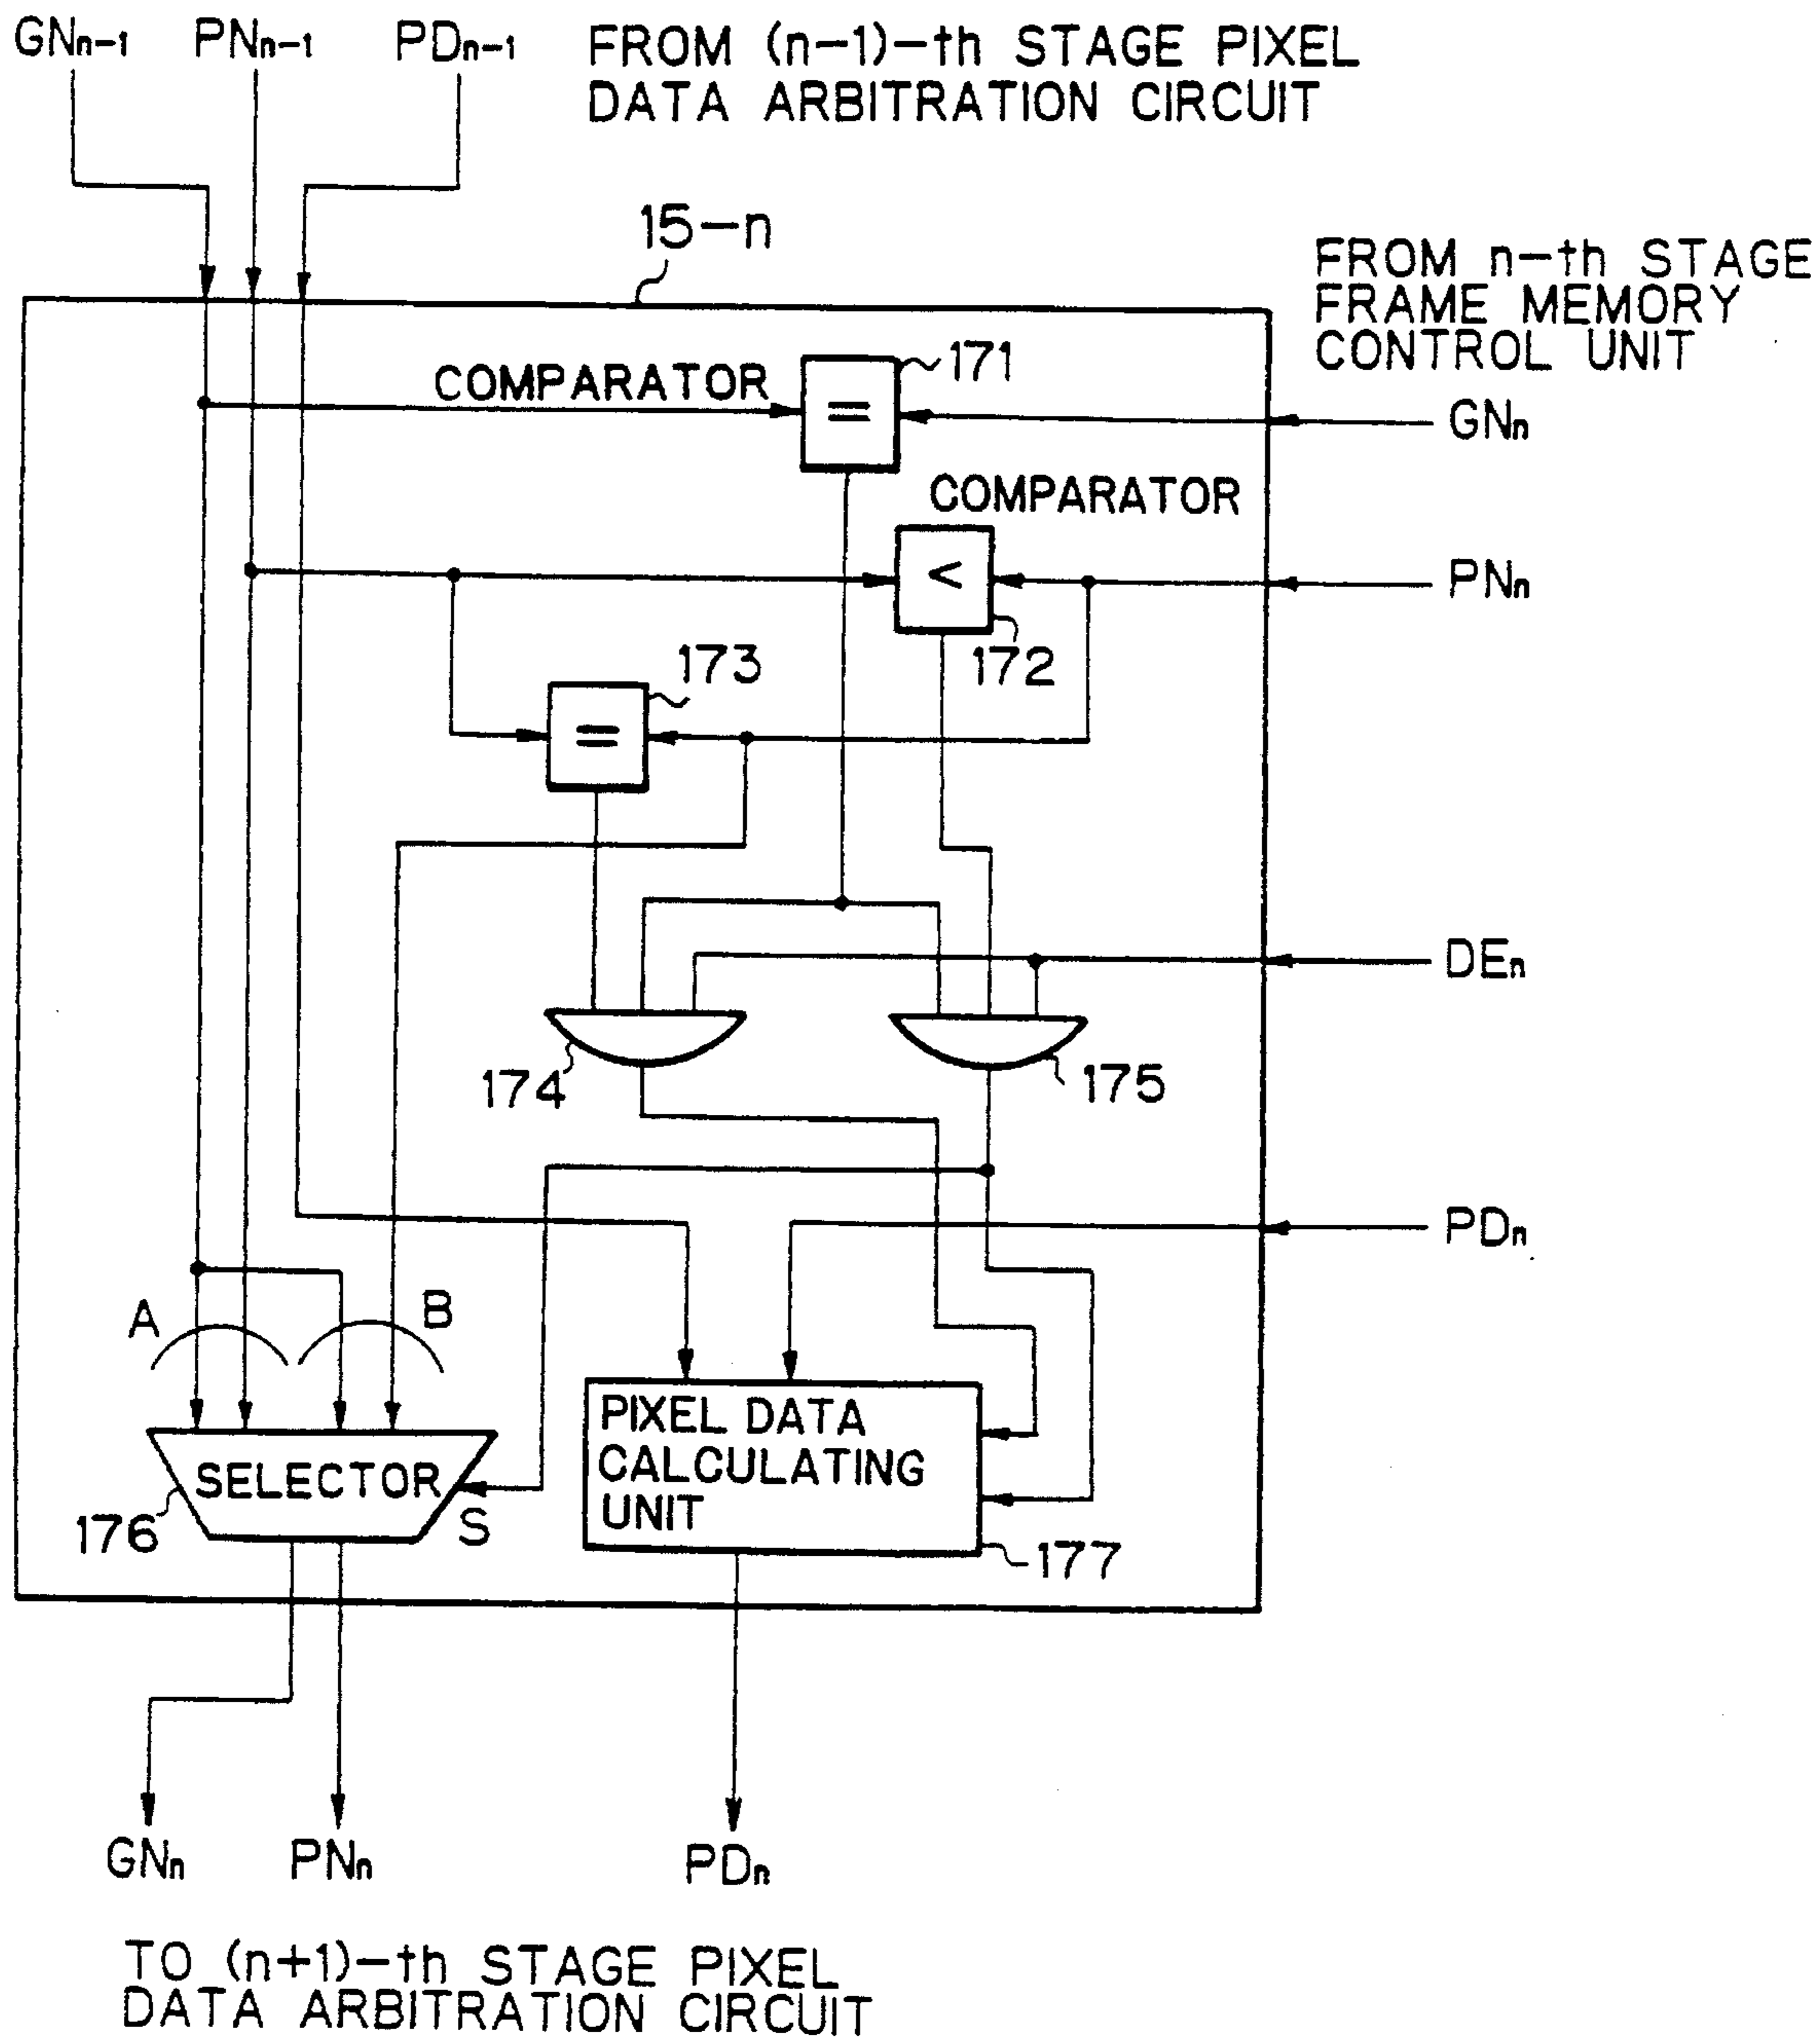 GNn-1 PNn-1 PDn-1
FROM (n-1)-th STAGE PIXEL
DATA ARBITRATION CIRCUIT
15-n
FROM n-th STAGE
FRAME MEMORY
CONTROL UNIT
COMPARATOR
=
171
GNn
COMPARATOR
<
172
PNn
=
173
DEn
174
175
PDn
A
B
SELECTOR
S
176
PIXEL DATA
CALCULATING
UNIT
177
GNn PNn PDn
TO (n+1)-th STAGE PIXEL
DATA ARBITRATION CIRCUIT